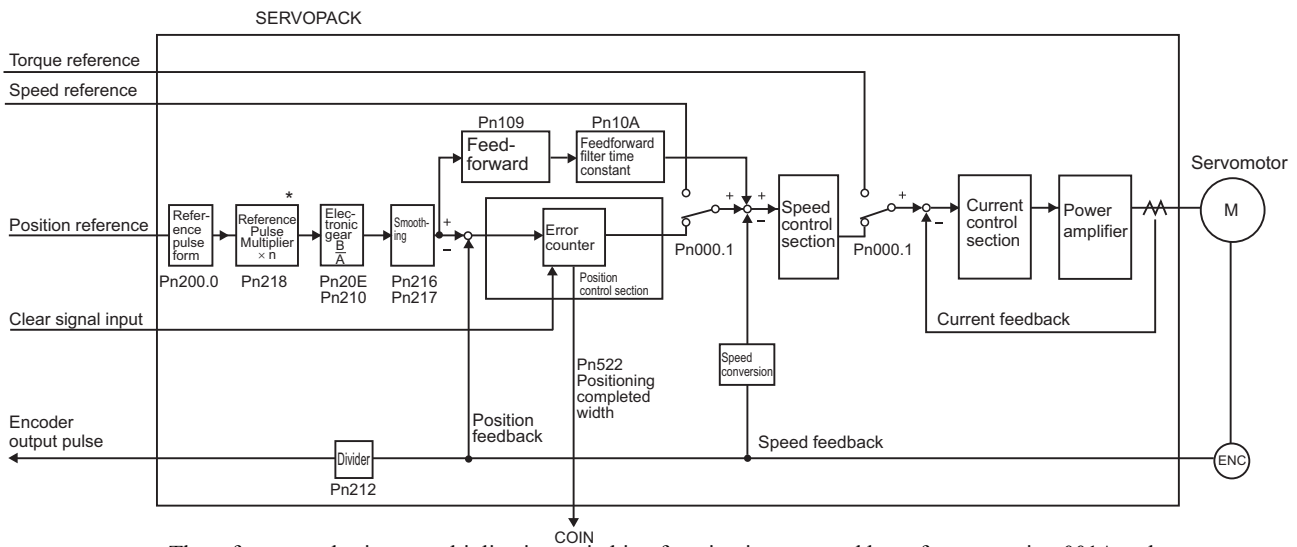 SERVOPACK
Torque reference
Speed reference
Pn109
Pn10A
Feed-
forward
Feedforward
filter time
constant
Servomotor
*
Position reference
Refer-
ence
pulse
form
Reference
Pulse
Multiplier
× n
Elec-
tronic
gear
B
A
Smooth-
ing
+
−
Error
counter
Position
control section
+
+
−
Speed
control
section
+
−
Current
control
section
Power
amplifier
M
Pn200.0
Pn218
Pn20E
Pn210
Pn216
Pn217
Pn000.1
Pn000.1
Clear signal input
Current feedback
Pn522
Positioning
completed
width
Speed
conversion
Encoder
output pulse
Position
feedback
Speed feedback
Divider
Pn212
ENC
COIN